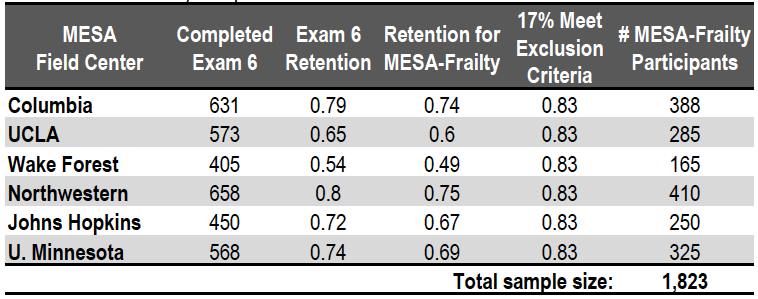 MESA Field Center Completed Exam 6 Exam 6 Retention Retention for MESA-Frailty 17% Meet Exclusion Criteria # MESA-Frailty Participants
Columbia 631 0.79 0.74 0.83 388
UCLA 573 0.65 0.6 0.83 285
Wake Forest 405 0.54 0.49 0.83 165
Northwestern 658 0.8 0.75 0.83 410
Johns Hopkins 450 0.72 0.67 0.83 250
U. Minnesota 568 0.74 0.69 0.83 325
Total sample size: 1,823